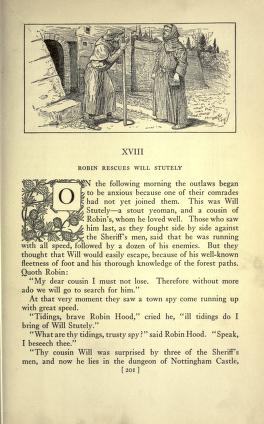 XVIII
ROBIN RESCUES WILL STUTELY
ON the following morning the outlaws began
to be anxious because one of their comrades
had not yet joined them. This was Will
Stutely—a stout yeoman, and a cousin of
Robin's, whom he loved well. Those who saw
him last, as they fought side by side against
the Sheriff's men, said that he was running
with all speed, followed by a dozen of his enemies. But they
thought that Will would easily escape, because of his well-known
fleetness of foot and his thorough knowledge of the forest paths.
Quoth Robin:
"My dear cousin I must not lose. Therefore without more
ado we will go to search for him."
At that very moment they saw a town spy come running up
with great speed.
"Tidings, brave Robin Hood," cried he, "ill tidings do I
bring of Will Stutely."
"What are thy tidings, trusty spy?" said Robin Hood. "Speak,
I beseech thee."
"Thy cousin Will was surprised by three of the Sheriff's
men, and now he lies in the dungeon of Nottingham Castle,
[ 201 ]